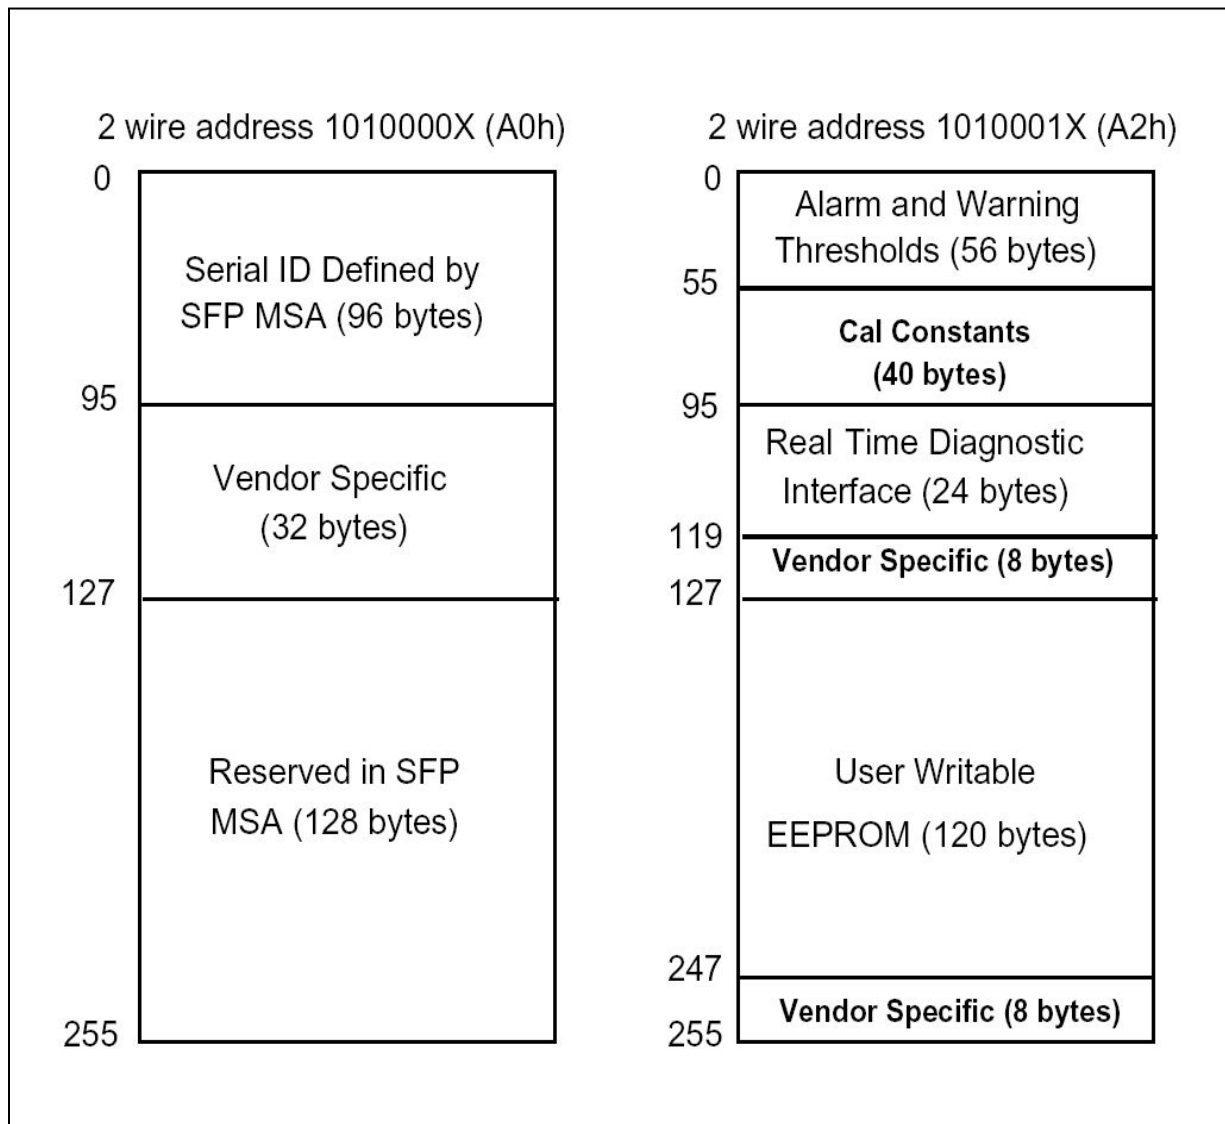 2 wire address 1010000X (A0h)
0
Serial ID Defined by
SFP MSA (96 bytes)
95
Vendor Specific
(32 bytes)
127
Reserved in SFP
MSA (128 bytes)
255
2 wire address 1010001X (A2h)
0
Alarm and Warning
Thresholds (56 bytes)
55
Cal Constants
(40 bytes)
95
Real Time Diagnostic
Interface (24 bytes)
119
Vendor Specific (8 bytes)
127
User Writable
EEPROM (120 bytes)
247
Vendor Specific (8 bytes)
255